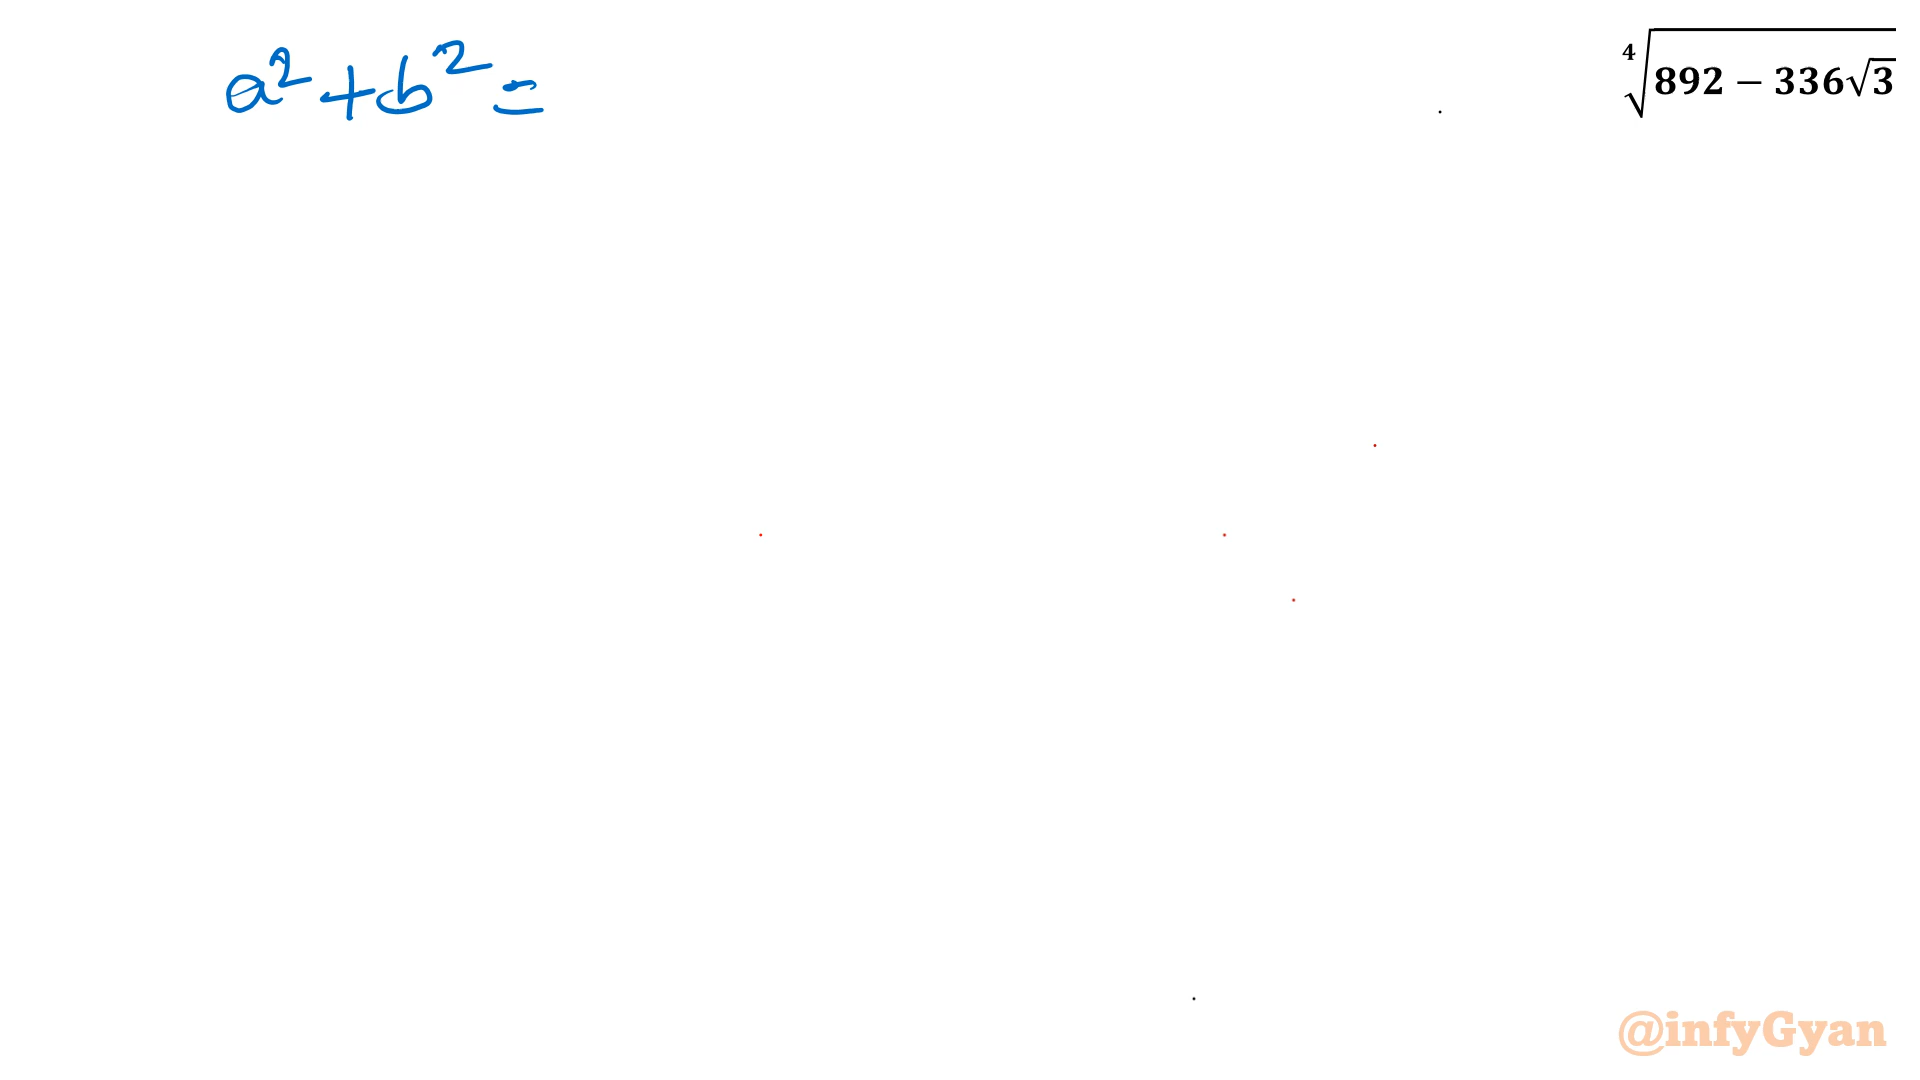 a² + b² =
∜(892 − 336√3)
@infyGyan